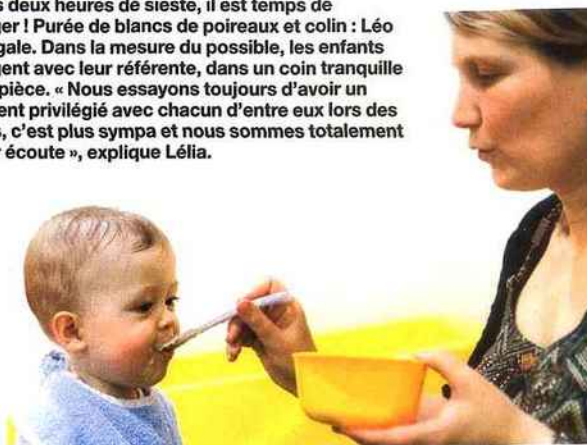 s deux heures de sieste, il est temps de
ger ! Purée de blancs de poireaux et colin : Léo
gale. Dans la mesure du possible, les enfants
gent avec leur référente, dans un coin tranquille
pièce. « Nous essayons toujours d'avoir un
ent privilégié avec chacun d'entre eux lors des
s, c'est plus sympa et nous sommes totalement
r écoute », explique Lélia.